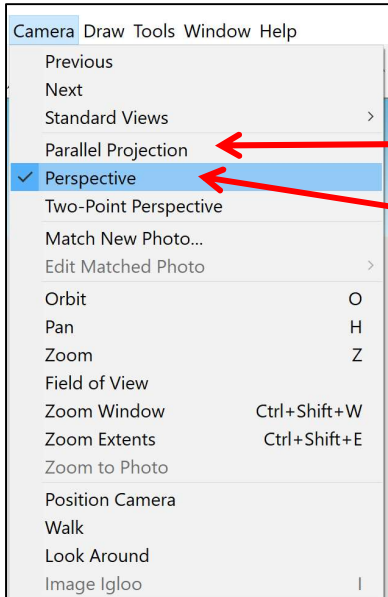 Camera Draw Tools Window Help
Previous
Next
Standard Views >
Parallel Projection
✓ Perspective
Two-Point Perspective
Match New Photo...
Edit Matched Photo >
Orbit O
Pan H
Zoom Z
Field of View
Zoom Window Ctrl+Shift+W
Zoom Extents Ctrl+Shift+E
Zoom to Photo
Position Camera
Walk
Look Around
Image Igloo I